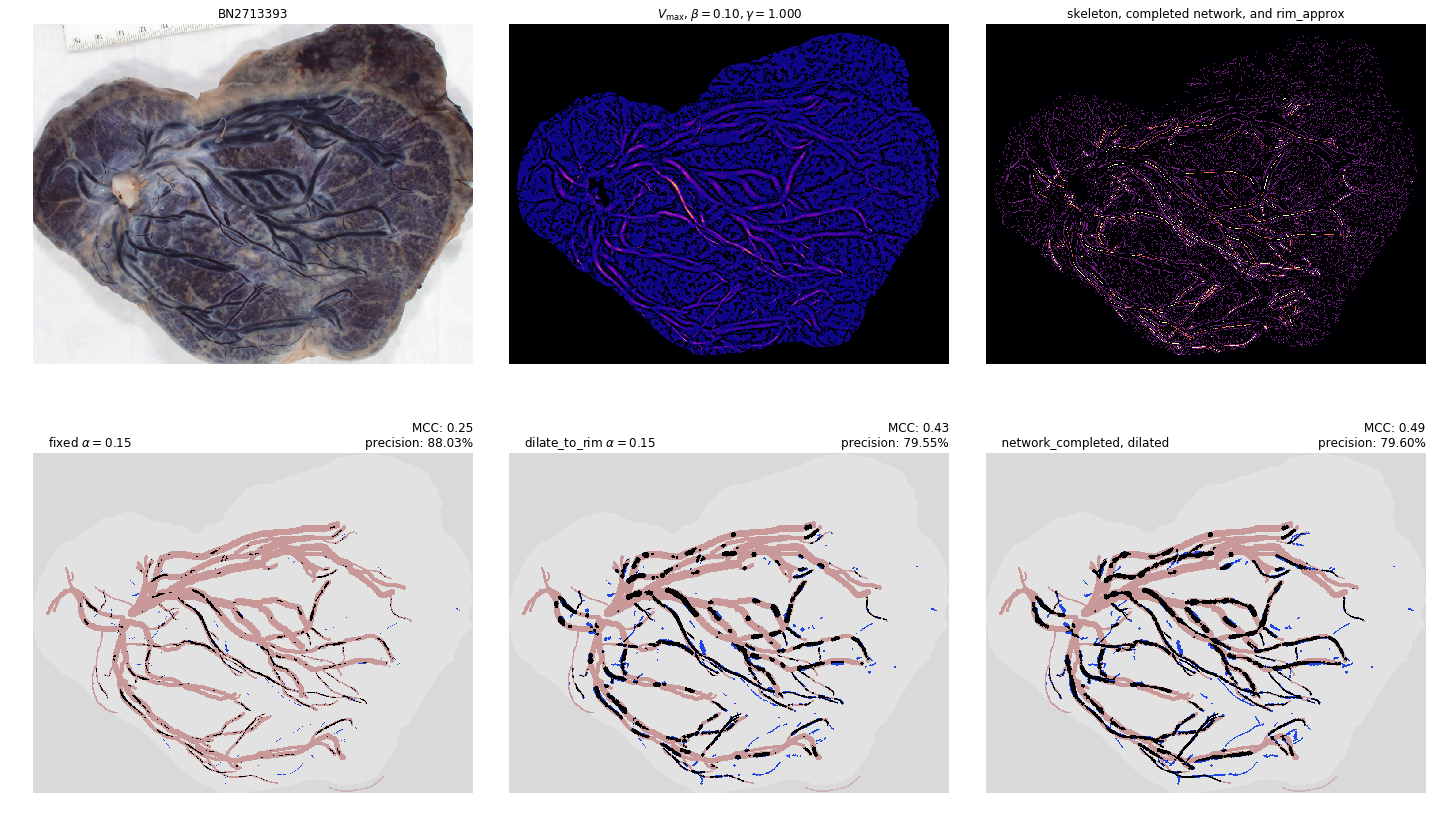 BN2713393
V_max, β = 0.10, γ = 1.000
skeleton, completed network, and rim_approx
MCC: 0.25
fixed α = 0.15 precision: 88.03%
MCC: 0.43
dilate_to_rim α = 0.15 precision: 79.55%
MCC: 0.49
network_completed, dilated precision: 79.60%